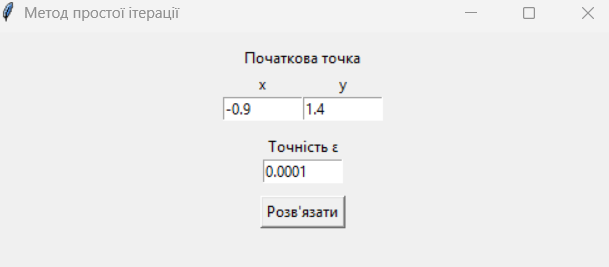 Метод простої ітерації
Початкова точка
x y
-0.9 1.4
Точність ε
0.0001
Розв'язати